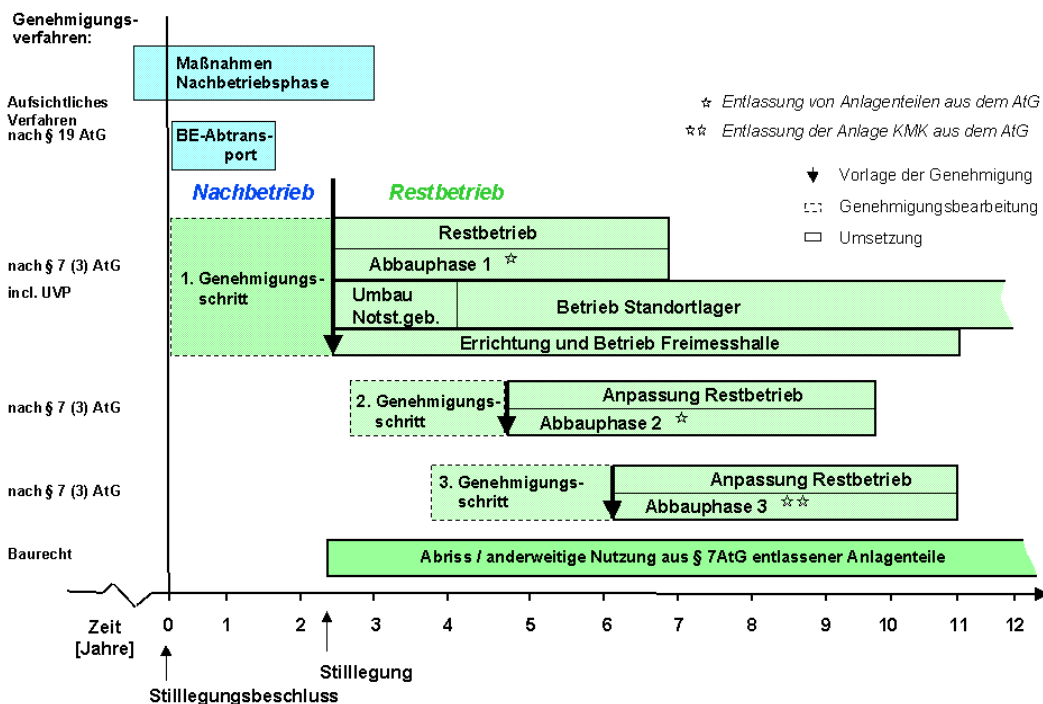 Genehmigungs-
verfahren:
Maßnahmen
Nachbetriebsphase
Aufsichtliches
Verfahren
nach § 19 AtG
BE-Abtrans-
port
☆ Entlassung von Anlagenteilen aus dem AtG
☆☆ Entlassung der Anlage KMK aus dem AtG
Vorlage der Genehmigung
Genehmigungsbearbeitung
Umsetzung
Nachbetrieb
Restbetrieb
nach § 7 (3) AtG
incl. UVP
1. Genehmigungs-
schritt
Restbetrieb
Abbauphase 1 ☆
Umbau
Notst.geb.
Betrieb Standortlager
Errichtung und Betrieb Freimesshalle
nach § 7 (3) AtG
2. Genehmigungs-
schritt
Anpassung Restbetrieb
Abbauphase 2 ☆
nach § 7 (3) AtG
3. Genehmigungs-
schritt
Anpassung Restbetrieb
Abbauphase 3 ☆☆
Baurecht
Abriss / anderweitige Nutzung aus § 7AtG entlassener Anlagenteile
Zeit
[Jahre]
0 1 2 3 4 5 6 7 8 9 10 11 12
Stilllegung
Stilllegungsbeschluss